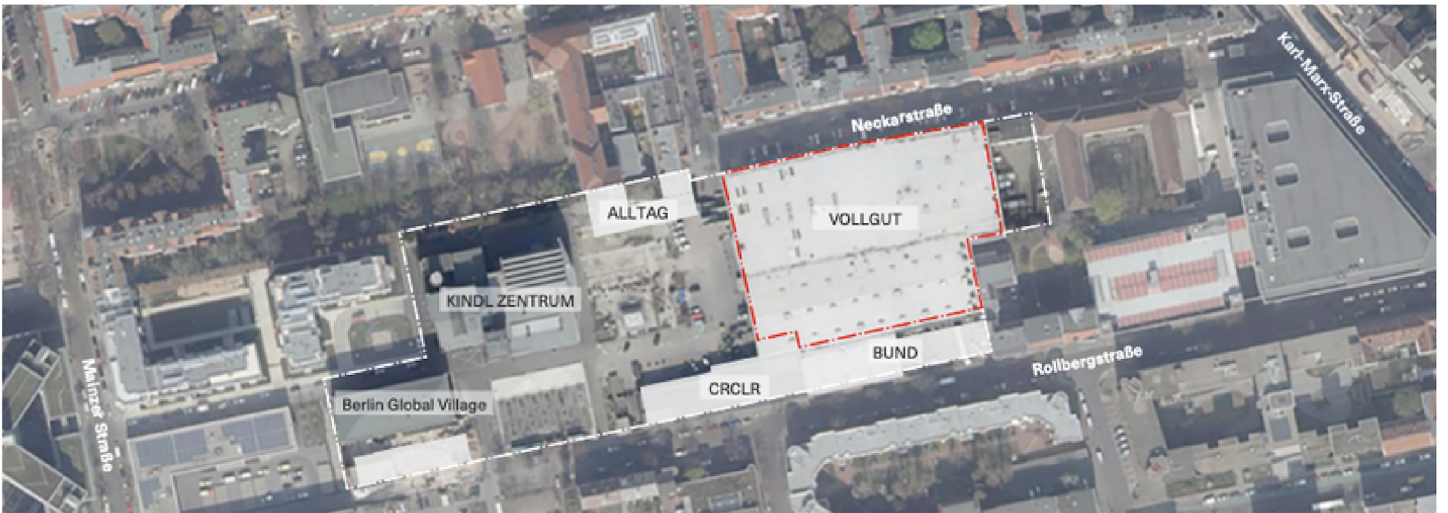 Karl-Marx-Straße
Neckarstraße
ALLTAG
VOLLGUT
KINDL ZENTRUM
BUND
Rollbergstraße
CRCLR
Berlin Global Village
Mainzer Straße